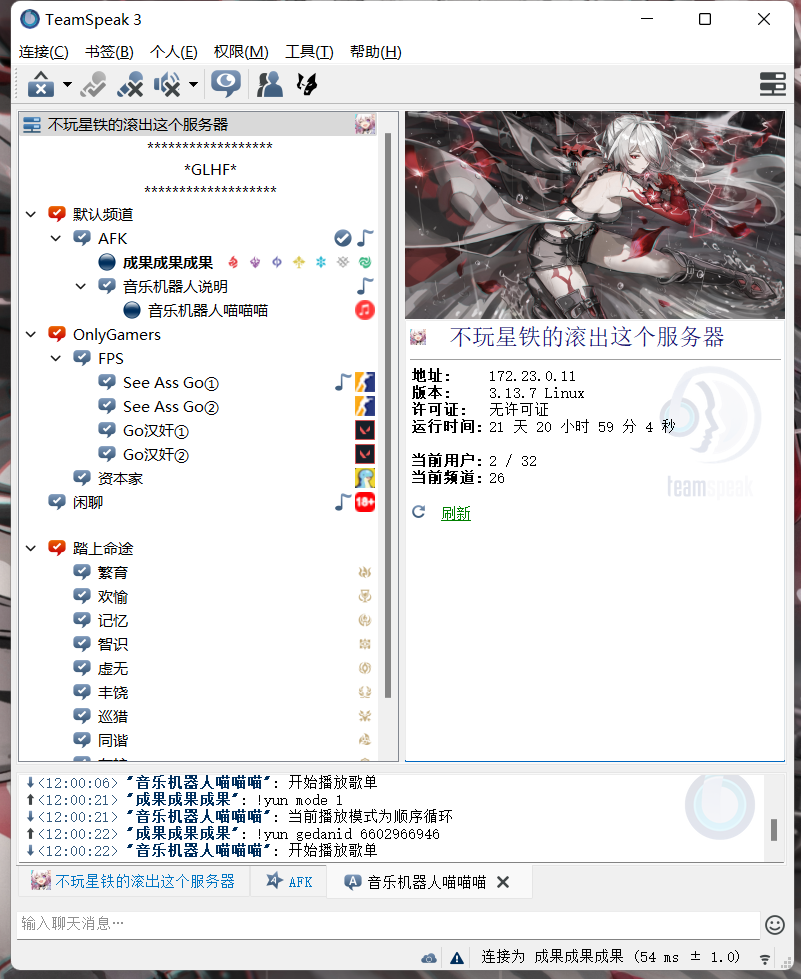 TeamSpeak 3
连接(C) 书签(B) 个人(E) 权限(M) 工具(T) 帮助(H)
不玩星铁的滚出这个服务器
******************
*GLHF*
*******************
默认频道
AFK
成果成果成果
音乐机器人说明
音乐机器人喵喵喵
OnlyGamers
FPS
See Ass Go①
See Ass Go②
Go汉奸①
Go汉奸②
资本家
闲聊
18+
踏上命途
繁育
欢愉
记忆
智识
虚无
丰饶
巡猎
同谐
不玩星铁的滚出这个服务器
地址: 172.23.0.11
版本: 3.13.7 Linux
许可证: 无许可证
运行时间: 21 天 20 小时 59 分 4 秒
当前用户: 2 / 32
当前频道: 26
teamspeak
刷新
<12:00:06> "音乐机器人喵喵喵": 开始播放歌单
<12:00:21> "成果成果成果": !yun mode 1
<12:00:21> "音乐机器人喵喵喵": 当前播放模式为顺序循环
<12:00:22> "成果成果成果": !yun gedanid 6602966946
<12:00:22> "音乐机器人喵喵喵": 开始播放歌单
不玩星铁的滚出这个服务器 AFK 音乐机器人喵喵喵
输入聊天消息…
连接为 成果成果成果 (54 ms ± 1.0)